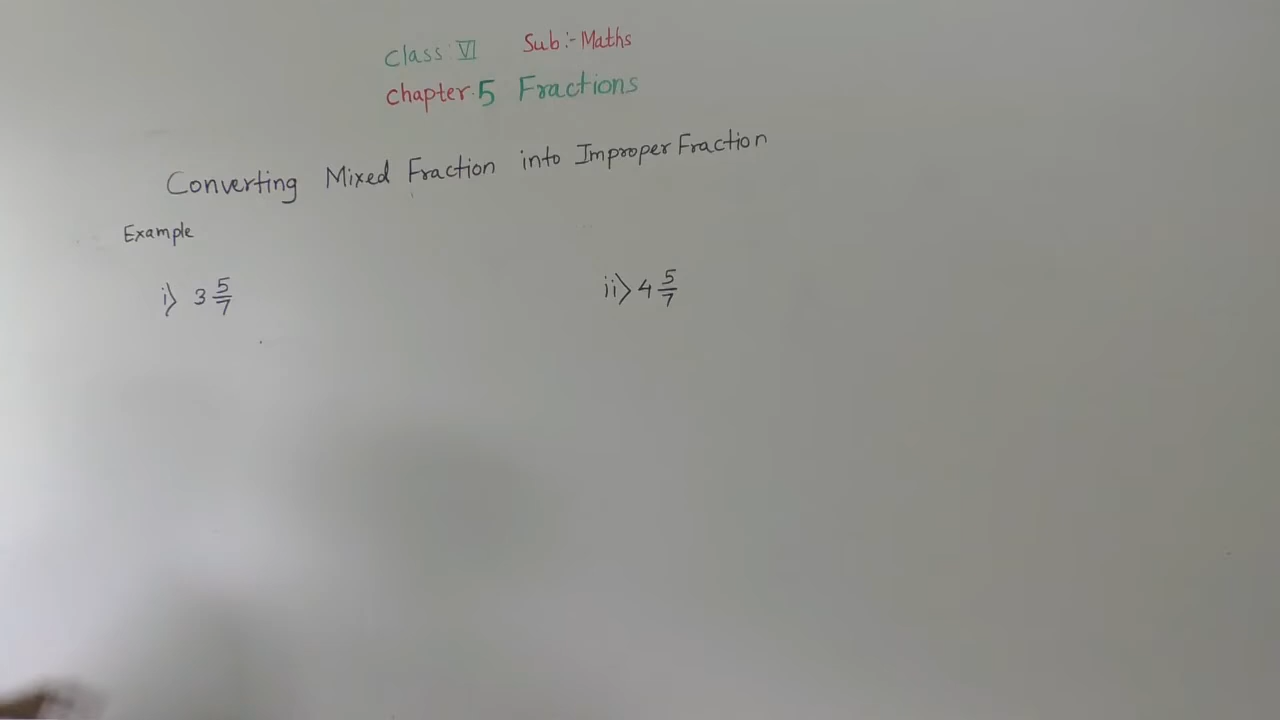 Class: VI Sub:- Maths
Chapter. 5 Fractions
Converting Mixed Fraction into Improper Fraction
Example
i) 3 5/7 ii) 4 5/7